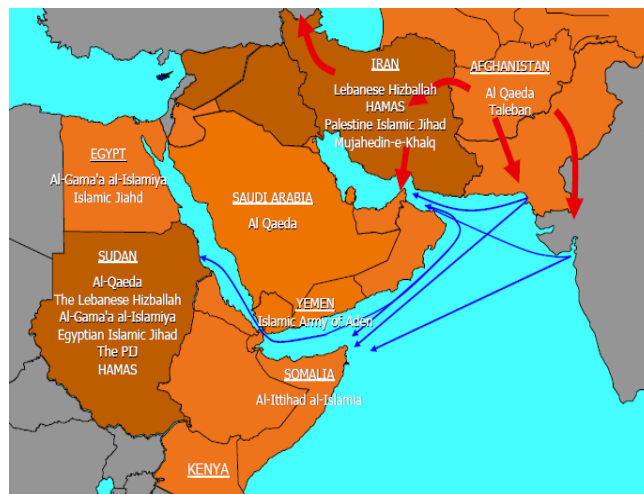 IRAN
Lebanese Hizballah
HAMAS
Palestine Islamic Jihad
Mujahedin-e-Khalq
AFGHANISTAN
Al Qaeda
Taleban
EGYPT
Al-Gama'a al-Islamiya
Islamic Jiahd
SAUDI ARABIA
Al Qaeda
SUDAN
Al-Qaeda
The Lebanese Hizballah
Al-Gama'a al-Islamiya
Egyptian Islamic Jihad
The PIJ
HAMAS
YEMEN
Islamic Army of Aden
SOMALIA
Al-Ittihad al-Islamia
KENYA